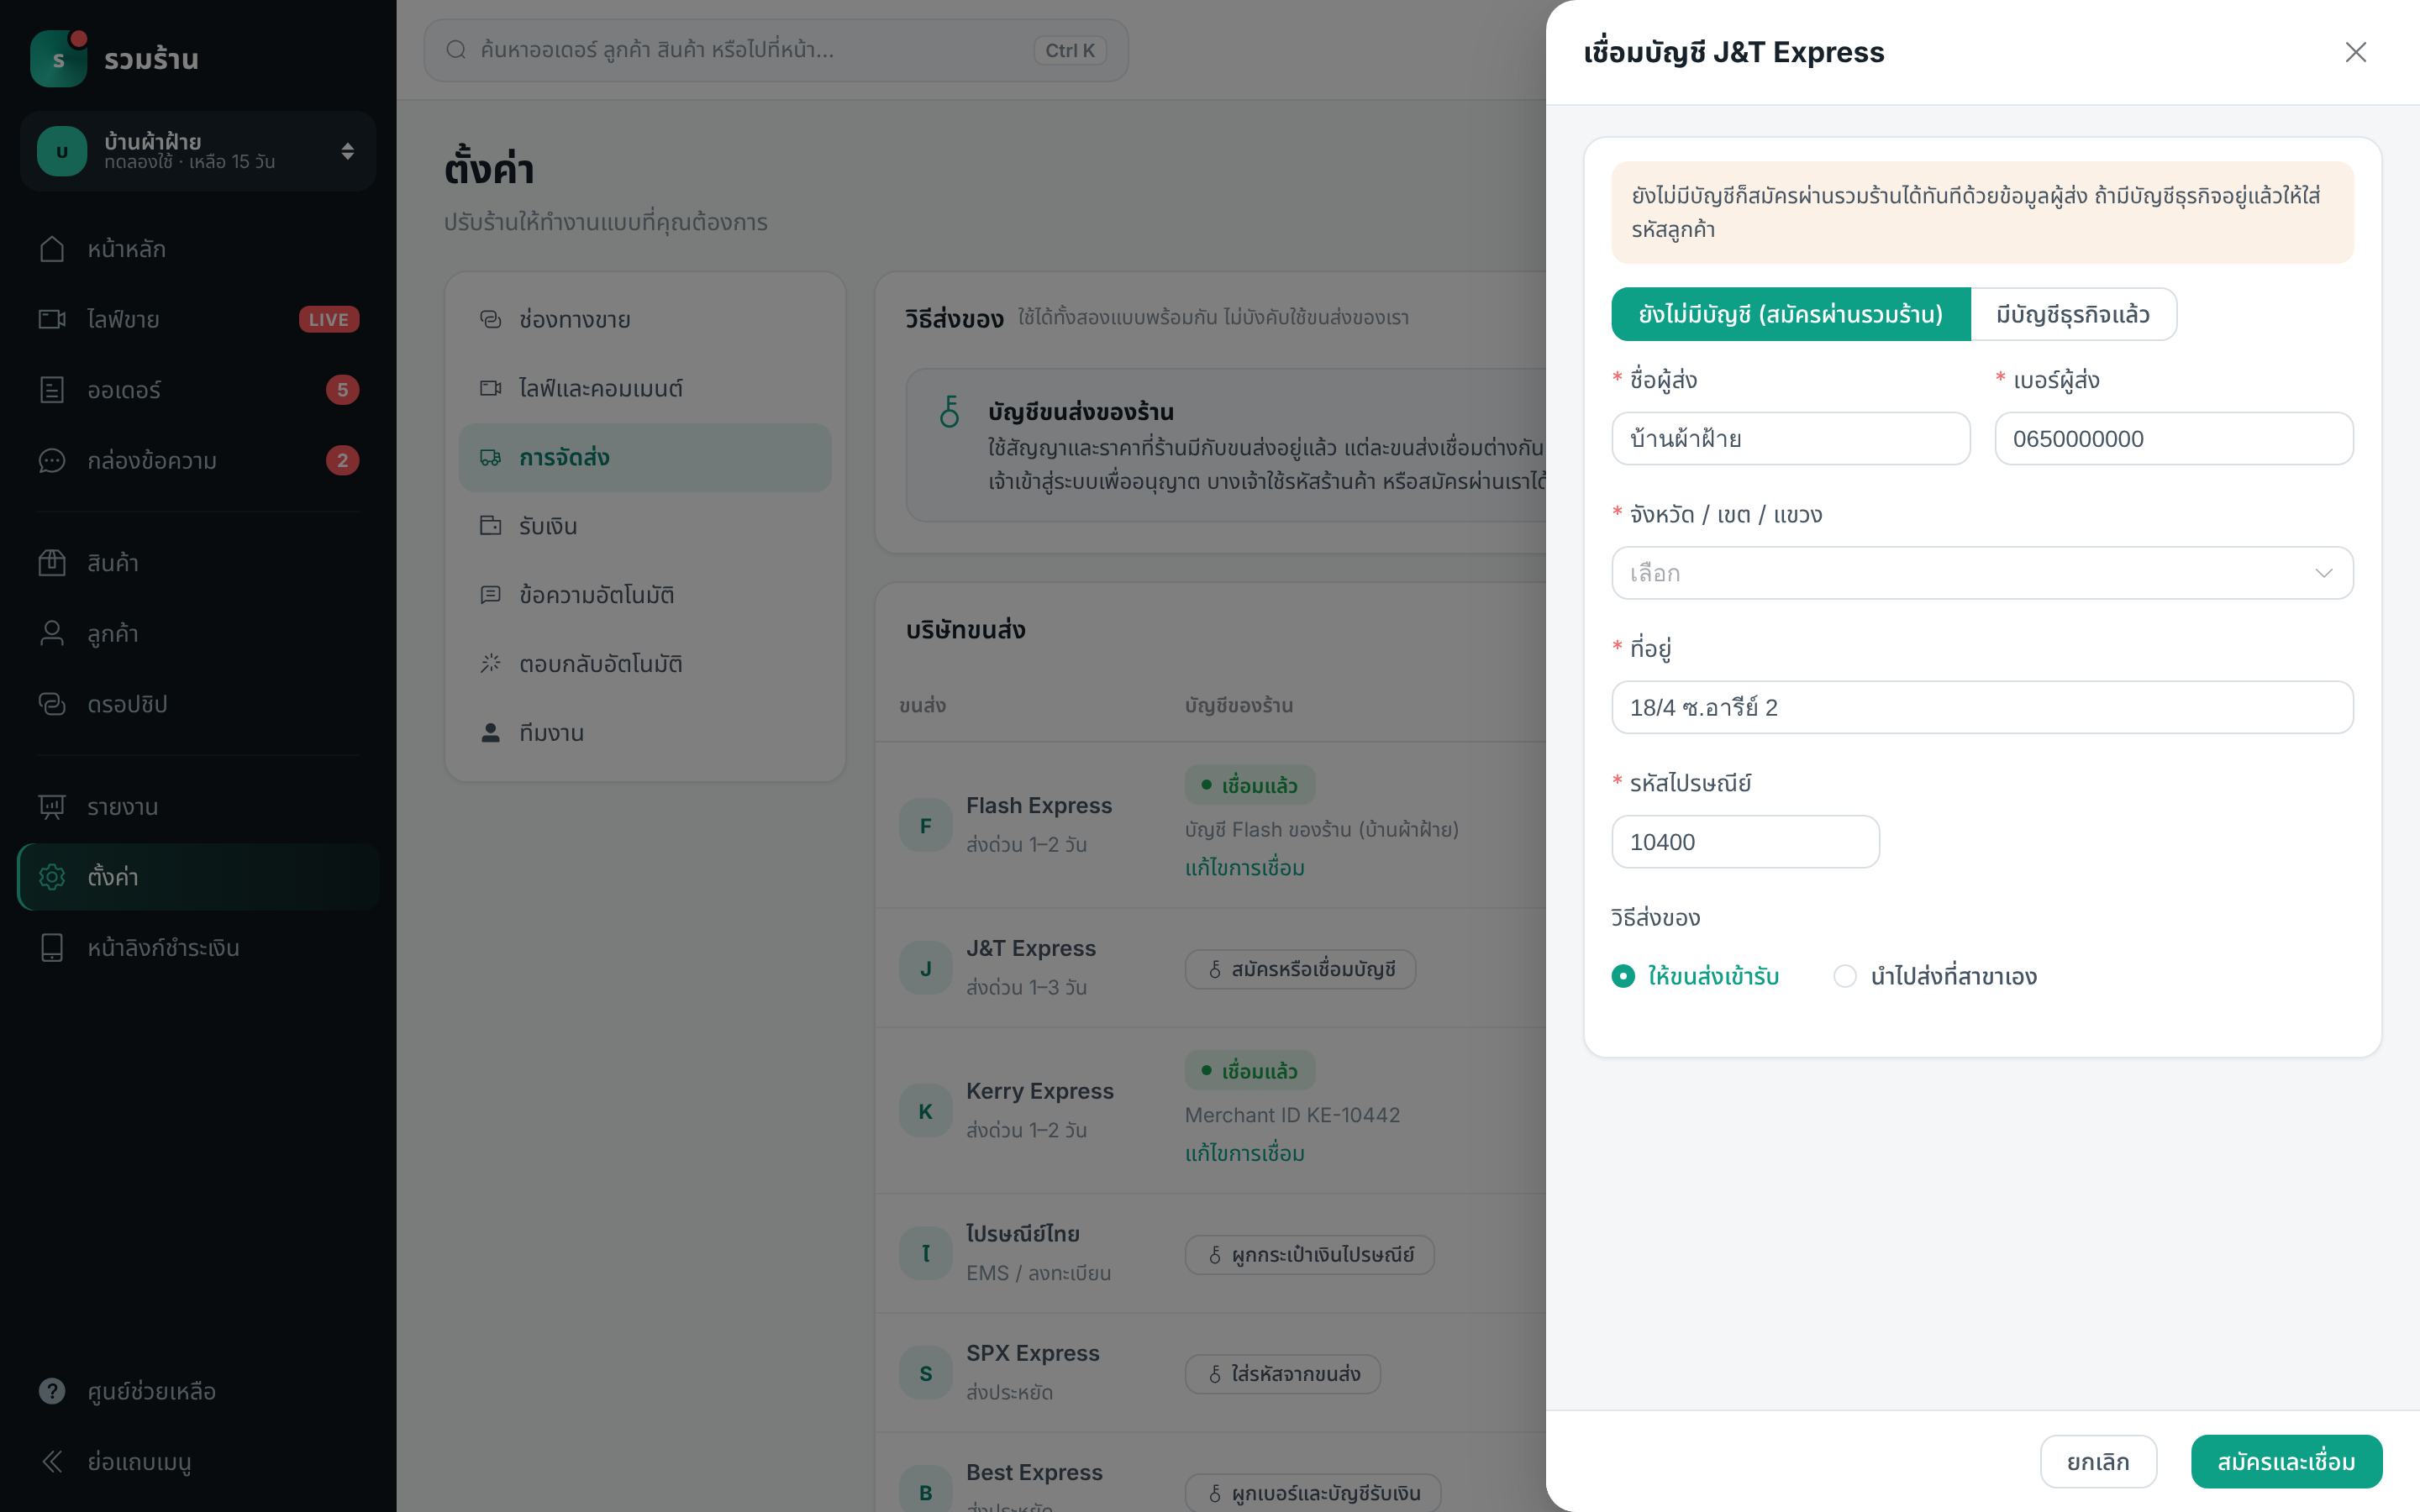 s
รวมร้าน
บ
บ้านผ้าฝ้าย
ทดลองใช้ · เหลือ 15 วัน
หน้าหลัก
ไลฟ์ขาย
LIVE
ออเดอร์
5
กล่องข้อความ
2
สินค้า
ลูกค้า
ดรอปชิป
รายงาน
ตั้งค่า
หน้าลิงก์ชำระเงิน
ศูนย์ช่วยเหลือ
ย่อแถบเมนู
ค้นหาออเดอร์ ลูกค้า สินค้า หรือไปที่หน้า...
Ctrl K
ตั้งค่า
ปรับร้านให้ทำงานแบบที่คุณต้องการ
ช่องทางขาย
ไลฟ์และคอมเมนต์
การจัดส่ง
รับเงิน
ข้อความอัตโนมัติ
ตอบกลับอัตโนมัติ
ทีมงาน
วิธีส่งของ ใช้ได้ทั้งสองแบบพร้อมกัน ไม่บังคับใช้ขนส่งของเรา
บัญชีขนส่งของร้าน
ใช้สัญญาและราคาที่ร้านมีกับขนส่งอยู่แล้ว แต่ละขนส่งเชื่อมต่างกัน
เจ้าเข้าสู่ระบบเพื่ออนุญาต บางเจ้าใช้รหัสร้านค้า หรือสมัครผ่านเราได้
บริษัทขนส่ง
ขนส่ง
บัญชีของร้าน
F
Flash Express
ส่งด่วน 1–2 วัน
เชื่อมแล้ว
บัญชี Flash ของร้าน (บ้านผ้าฝ้าย)
แก้ไขการเชื่อม
J
J&T Express
ส่งด่วน 1–3 วัน
สมัครหรือเชื่อมบัญชี
K
Kerry Express
ส่งด่วน 1–2 วัน
เชื่อมแล้ว
Merchant ID KE-10442
แก้ไขการเชื่อม
ไ
ไปรษณีย์ไทย
EMS / ลงทะเบียน
ผูกกระเป๋าเงินไปรษณีย์
S
SPX Express
ส่งประหยัด
ใส่รหัสจากขนส่ง
B
Best Express
ส่งประหยัด
ผูกเบอร์และบัญชีรับเงิน
เชื่อมบัญชี J&T Express
ยังไม่มีบัญชีก็สมัครผ่านรวมร้านได้ทันทีด้วยข้อมูลผู้ส่ง ถ้ามีบัญชีธุรกิจอยู่แล้วให้ใส่
รหัสลูกค้า
ยังไม่มีบัญชี (สมัครผ่านรวมร้าน)
มีบัญชีธุรกิจแล้ว
* ชื่อผู้ส่ง
* เบอร์ผู้ส่ง
บ้านผ้าฝ้าย
0650000000
* จังหวัด / เขต / แขวง
เลือก
* ที่อยู่
18/4 ซ.อารีย์ 2
* รหัสไปรษณีย์
10400
วิธีส่งของ
ให้ขนส่งเข้ารับ
นำไปส่งที่สาขาเอง
ยกเลิก
สมัครและเชื่อม